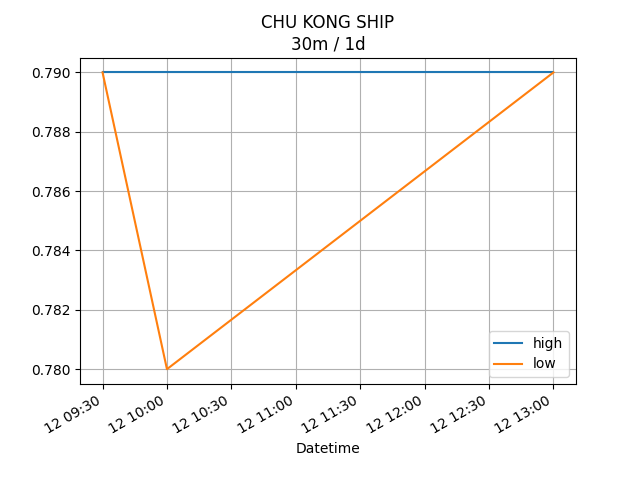 CHU KONG SHIP
30m / 1d
0.790
0.788
0.786
0.784
0.782
0.780
high
low
12 09:30
12 10:00
12 10:30
12 11:00
12 11:30
12 12:00
12 12:30
12 13:00
Datetime